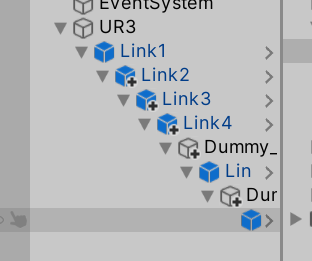 EventSystem
UR3
Link1
Link2
Link3
Link4
Dummy_
Lin
Dur